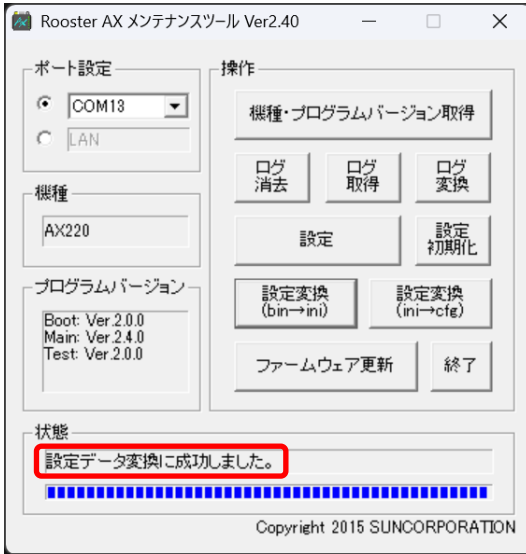 Rooster AX メンテナンスツール Ver2.40
ポート設定
COM13
LAN
機種
AX220
プログラムバージョン
Boot: Ver.2.0.0
Main: Ver.2.4.0
Test: Ver.2.0.0
操作
機種・プログラムバージョン取得
ログ
消去
ログ
取得
ログ
変換
設定
設定
初期化
設定変換
(bin→ini)
設定変換
(ini→cfg)
ファームウェア更新
終了
状態
設定データ変換に成功しました。
Copyright 2015 SUNCORPORATION